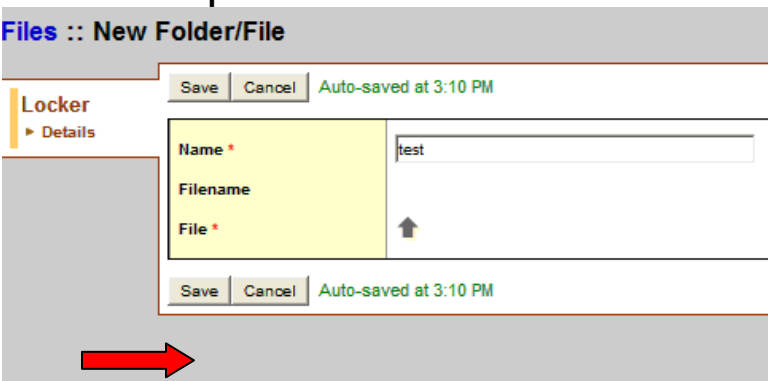 Files :: New Folder/File
Save Cancel Auto-saved at 3:10 PM
Locker
Details
Name * test
Filename
File *
Save Cancel Auto-saved at 3:10 PM